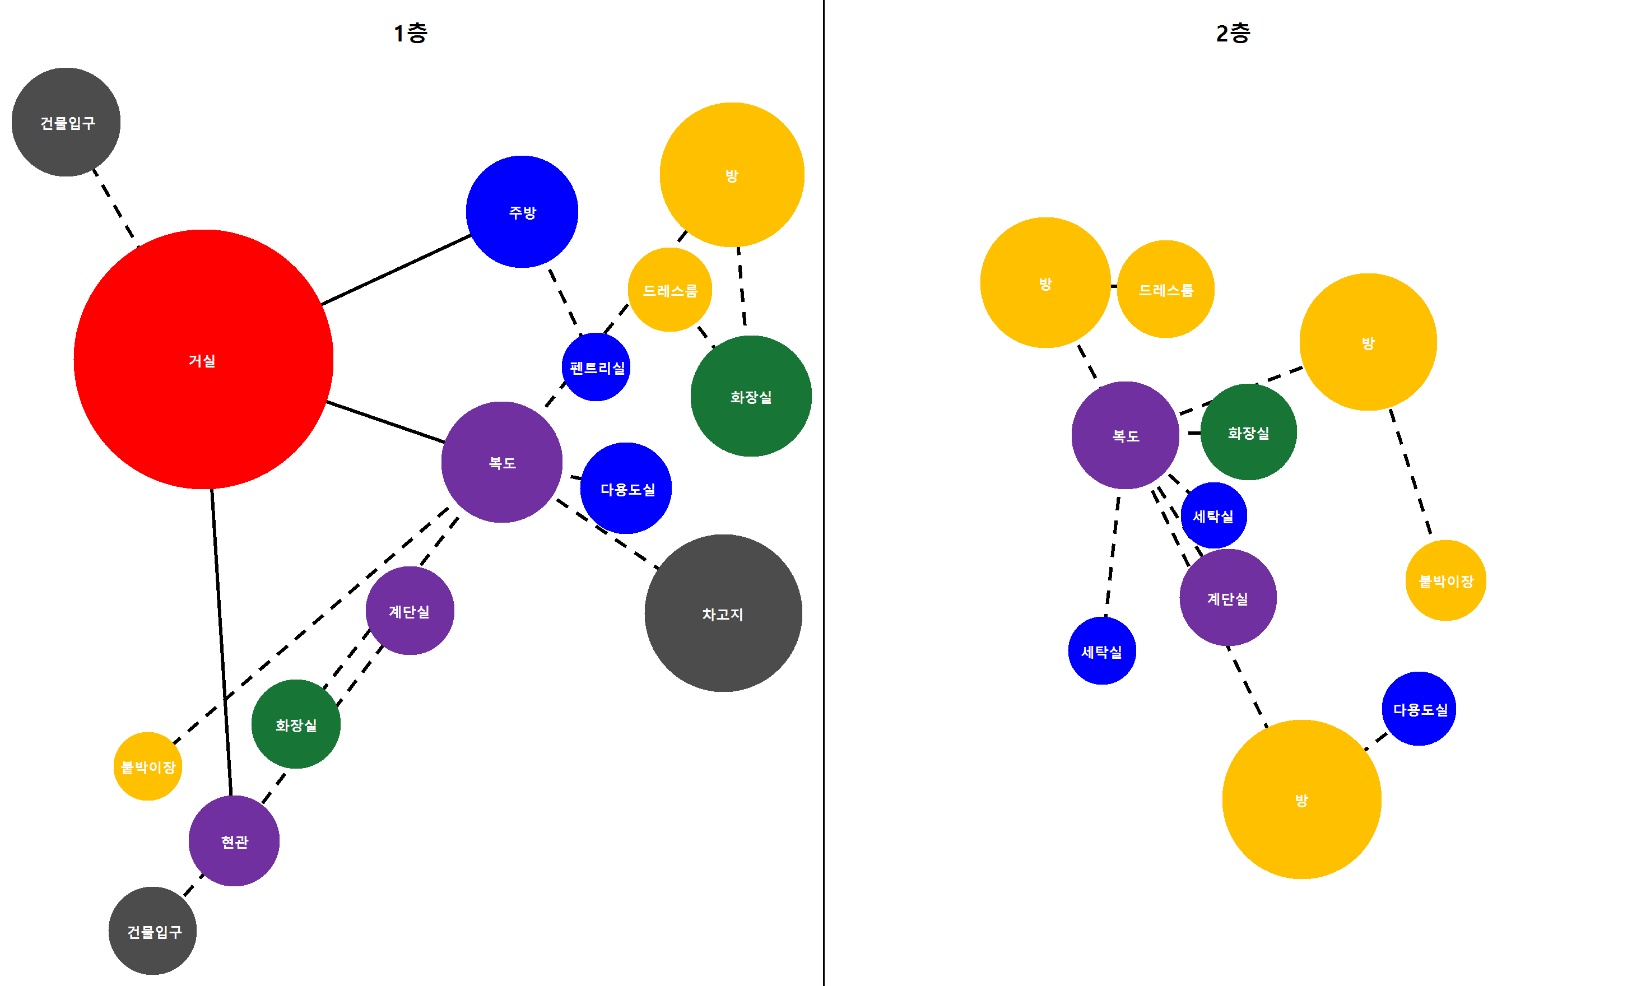 1층
건물입구
주방
방
드레스룸
거실
펜트리실
화장실
복도
다용도실
계단실
차고지
화장실
붙박이장
현관
건물입구
2층
방
드레스룸
방
복도
화장실
세탁실
붙박이장
계단실
세탁실
다용도실
방